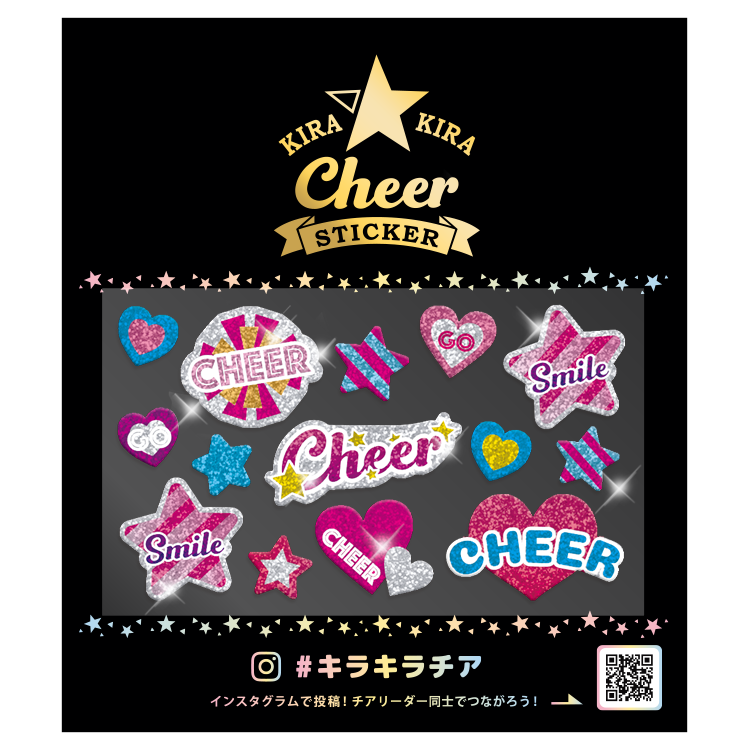 KIRA KIRA
Cheer
STICKER
CHEER
GO
Smile
GO
Cheer
Smile
CHEER
CHEER
#キラキラチア
インスタグラムで投稿！チアリーダー同士でつながろう！